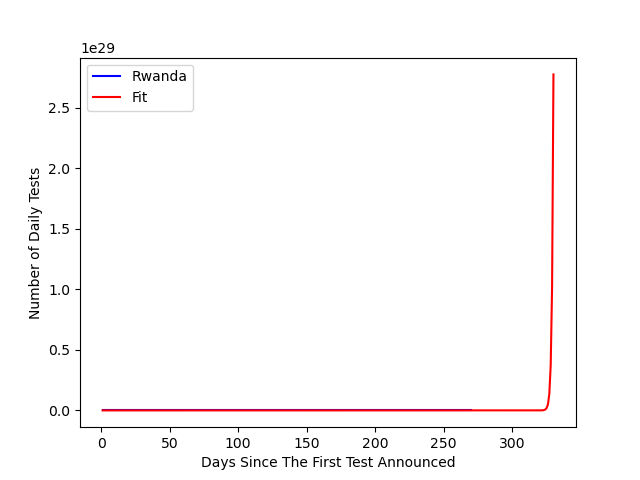 1e29
Rwanda
Fit
2.5
2.0
1.5
1.0
0.5
0.0
Number of Daily Tests
0 50 100 150 200 250 300
Days Since The First Test Announced